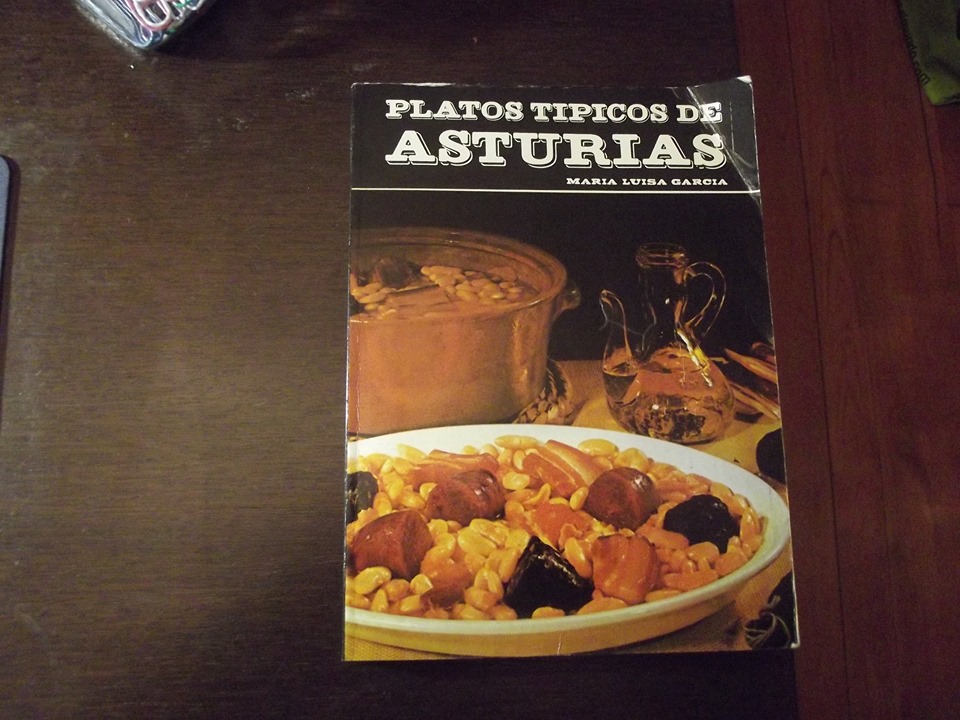 PLATOS TIPICOS DE
ASTURIAS
MARIA LUISA GARCIA